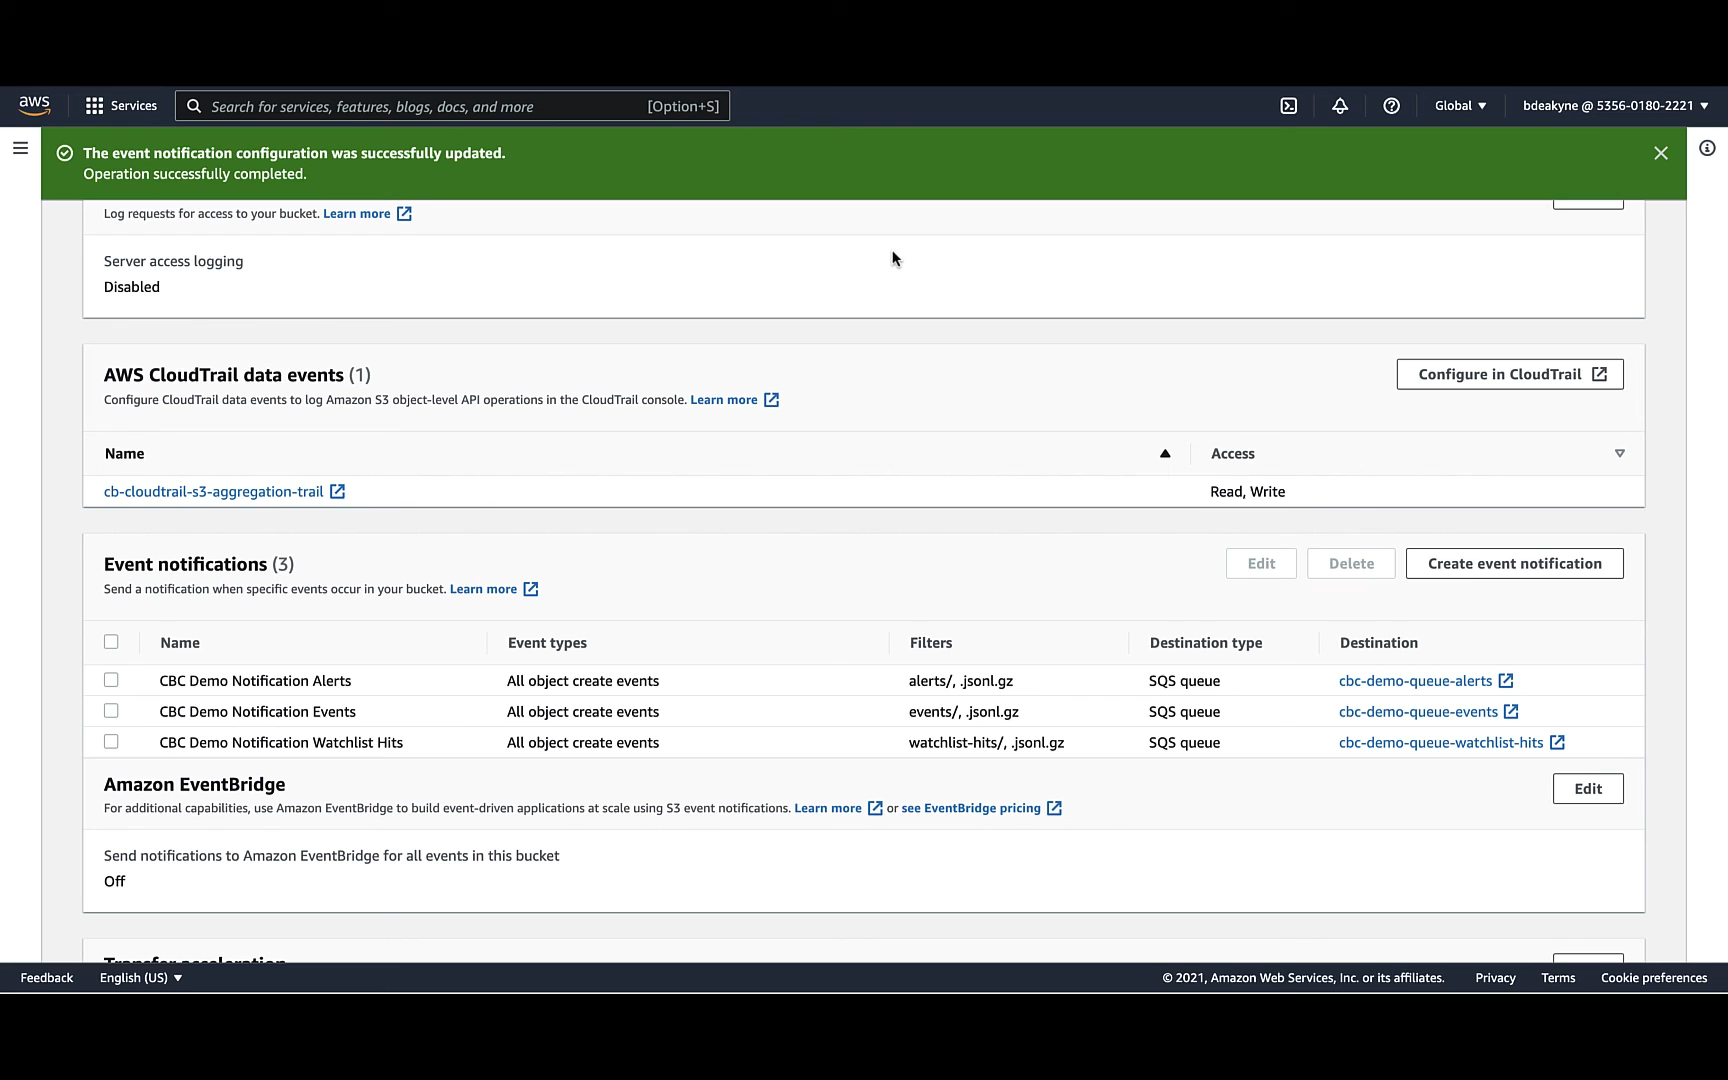 aws Services Search for services, features, blogs, docs, and more [Option+S] Global bdeakyne @ 5356-0180-2221
The event notification configuration was successfully updated.
Operation successfully completed.
Log requests for access to your bucket. Learn more
Server access logging
Disabled
AWS CloudTrail data events (1) Configure in CloudTrail
Configure CloudTrail data events to log Amazon S3 object-level API operations in the CloudTrail console. Learn more
Name Access
cb-cloudtrail-s3-aggregation-trail Read, Write
Event notifications (3) Edit Delete Create event notification
Send a notification when specific events occur in your bucket. Learn more
Name Event types Filters Destination type Destination
CBC Demo Notification Alerts All object create events alerts/, .jsonl.gz SQS queue cbc-demo-queue-alerts
CBC Demo Notification Events All object create events events/, .jsonl.gz SQS queue cbc-demo-queue-events
CBC Demo Notification Watchlist Hits All object create events watchlist-hits/, .jsonl.gz SQS queue cbc-demo-queue-watchlist-hits
Amazon EventBridge Edit
For additional capabilities, use Amazon EventBridge to build event-driven applications at scale using S3 event notifications. Learn more or see EventBridge pricing
Send notifications to Amazon EventBridge for all events in this bucket
Off
Transfer acceleration
Feedback English (US) © 2021, Amazon Web Services, Inc. or its affiliates. Privacy Terms Cookie preferences